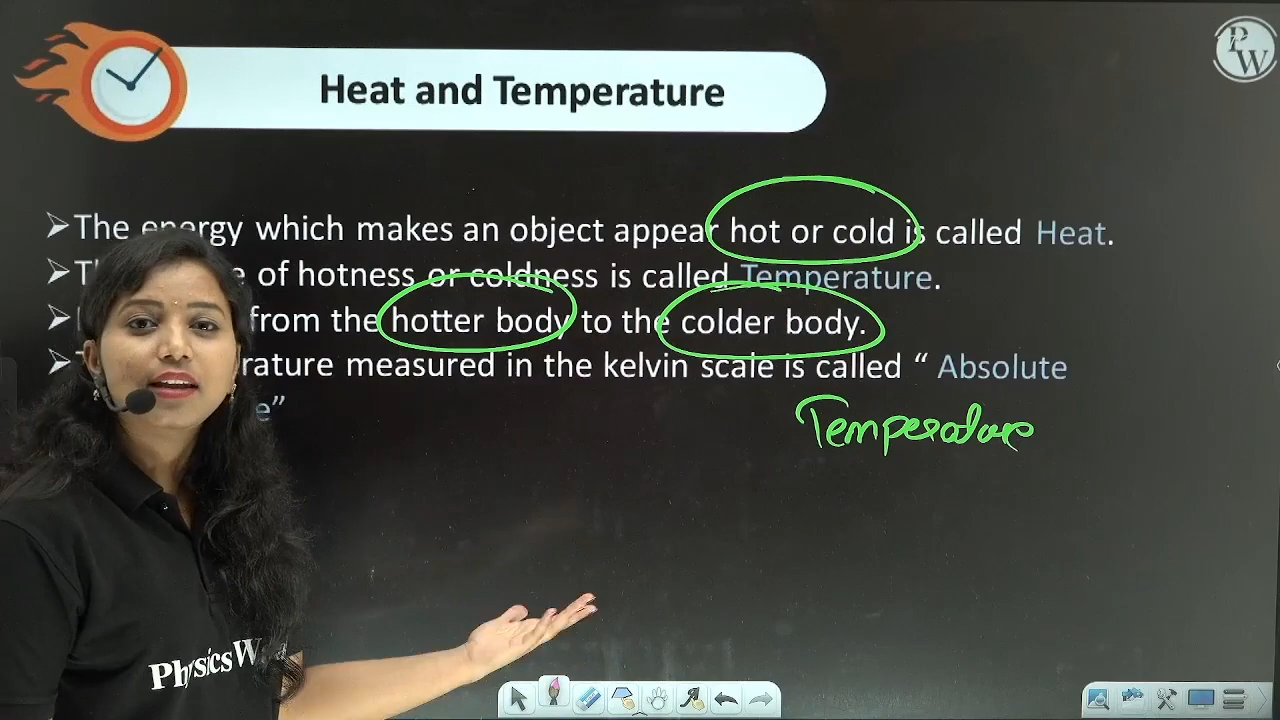 PW
Heat and Temperature
➢The energy which makes an object appear hot or cold is called Heat.
of hotness or coldness is called Temperature.
from the hotter body to the colder body.
measured in the kelvin scale is called “ Absolute
Temperature